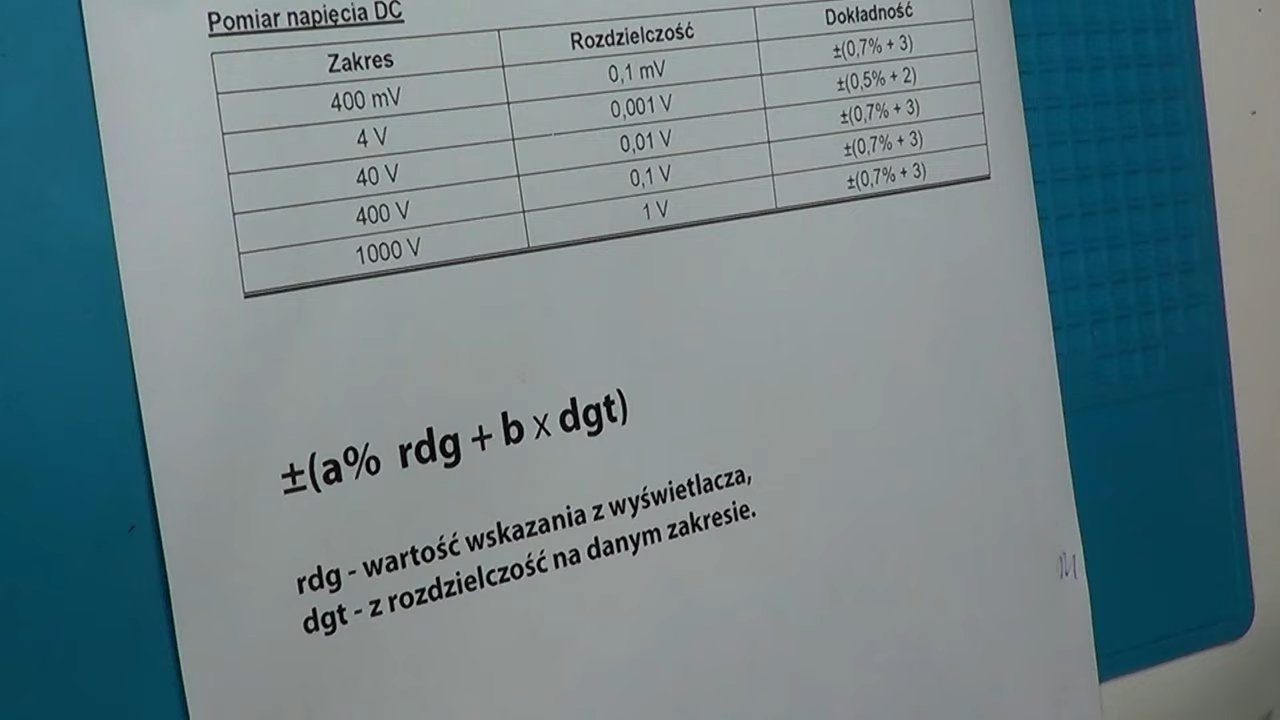 Pomiar napięcia DC
Zakres Rozdzielczość Dokładność
400 mV 0,1 mV ±(0,7% + 3)
4 V 0,001 V ±(0,5% + 2)
40 V 0,01 V ±(0,7% + 3)
400 V 0,1 V ±(0,7% + 3)
1000 V 1 V ±(0,7% + 3)
±(a% rdg + b x dgt)
rdg - wartość wskazania z wyświetlacza,
dgt - z rozdzielczość na danym zakresie.